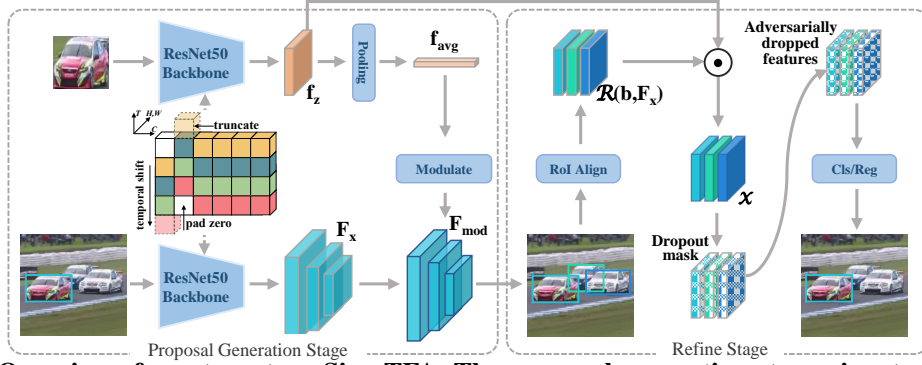 ResNet50
Backbone
f_z
Pooling
f_avg
Modulate
T
H,W
C
truncate
temporal shift
pad zero
ResNet50
Backbone
F_x
F_mod
Proposal Generation Stage
R(b,F_x)
Adversarially
dropped
features
RoI Align
x
Cls/Reg
Dropout
mask
Refine Stage